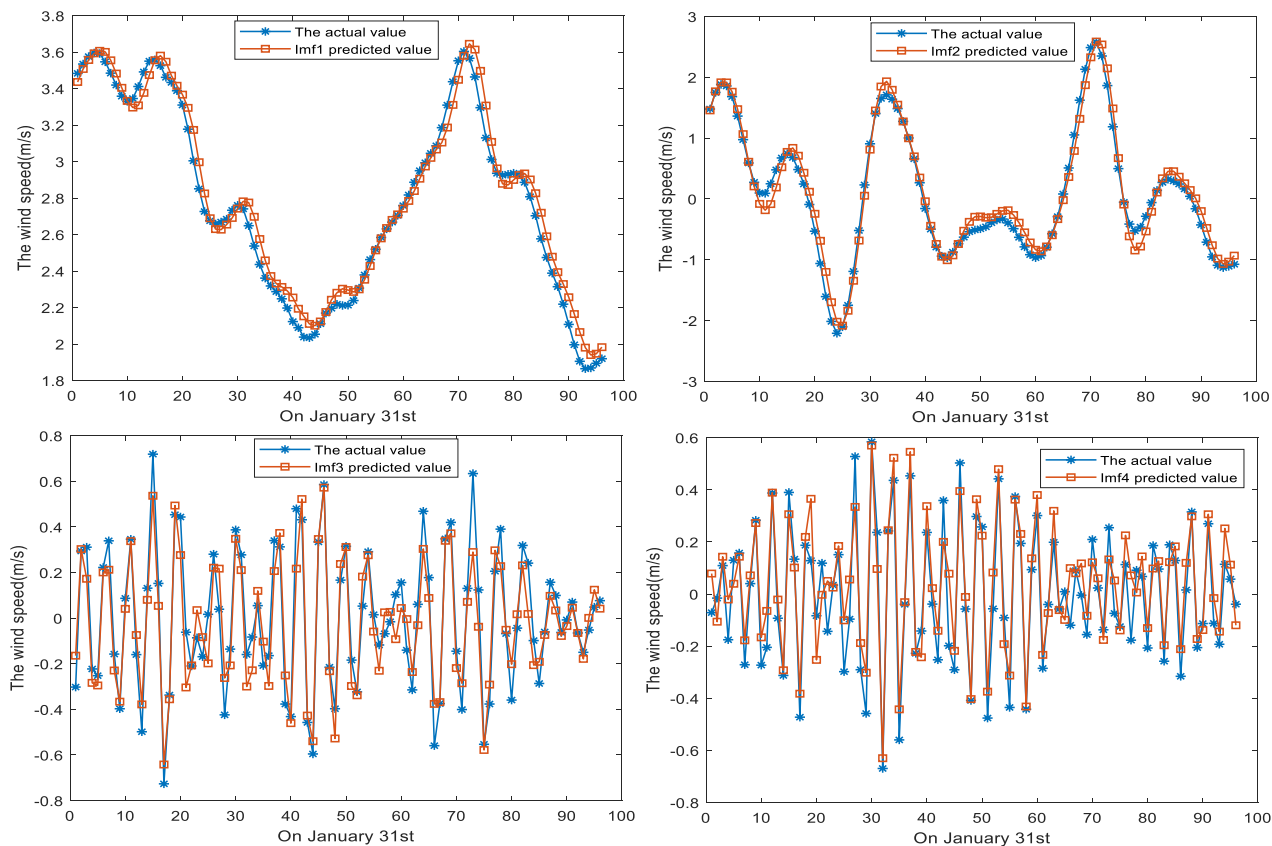 The wind speed(m/s)
3.8
3.6
3.4
3.2
3
2.8
2.6
2.4
2.2
2
1.8
The actual value
Imf1 predicted value
0 10 20 30 40 50 60 70 80 90 100
On January 31st
The wind speed(m/s)
3
2
1
0
-1
-2
-3
The actual value
Imf2 predicted value
0 10 20 30 40 50 60 70 80 90 100
On January 31st
The wind speed(m/s)
0.8
0.6
0.4
0.2
0
-0.2
-0.4
-0.6
-0.8
The actual value
Imf3 predicted value
0 10 20 30 40 50 60 70 80 90 100
On January 31st
The wind speed(m/s)
0.6
0.4
0.2
0
-0.2
-0.4
-0.6
-0.8
The actual value
Imf4 predicted value
0 10 20 30 40 50 60 70 80 90 100
On January 31st